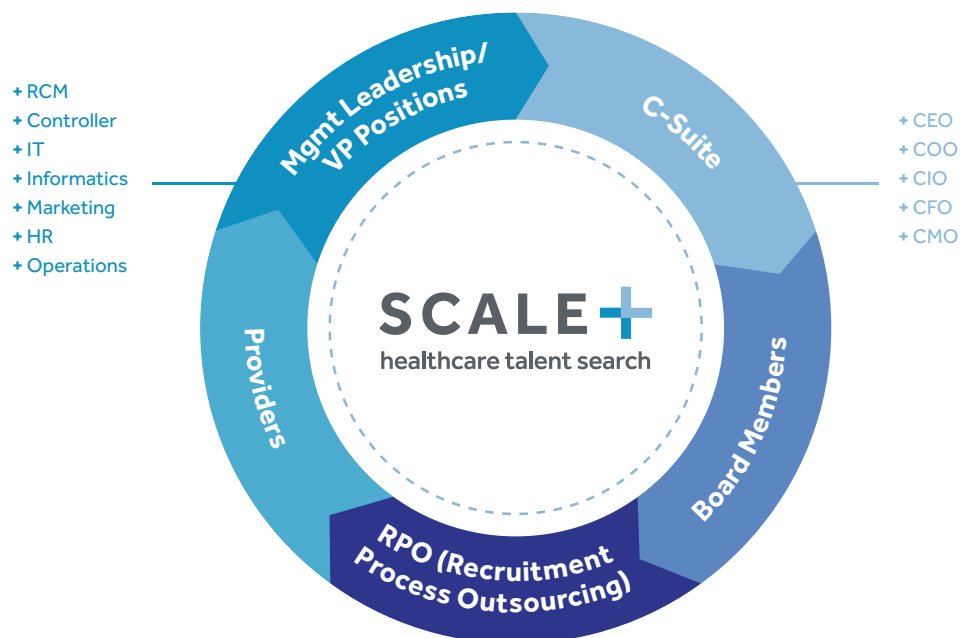 + RCM
+ Controller
+ IT
+ Informatics
+ Marketing
+ HR
+ Operations
Mgmt Leadership/
VP Positions
C-Suite
+ CEO
+ COO
+ CIO
+ CFO
+ CMO
Board Members
RPO (Recruitment
Process Outsourcing)
Providers
SCALE+
healthcare talent search